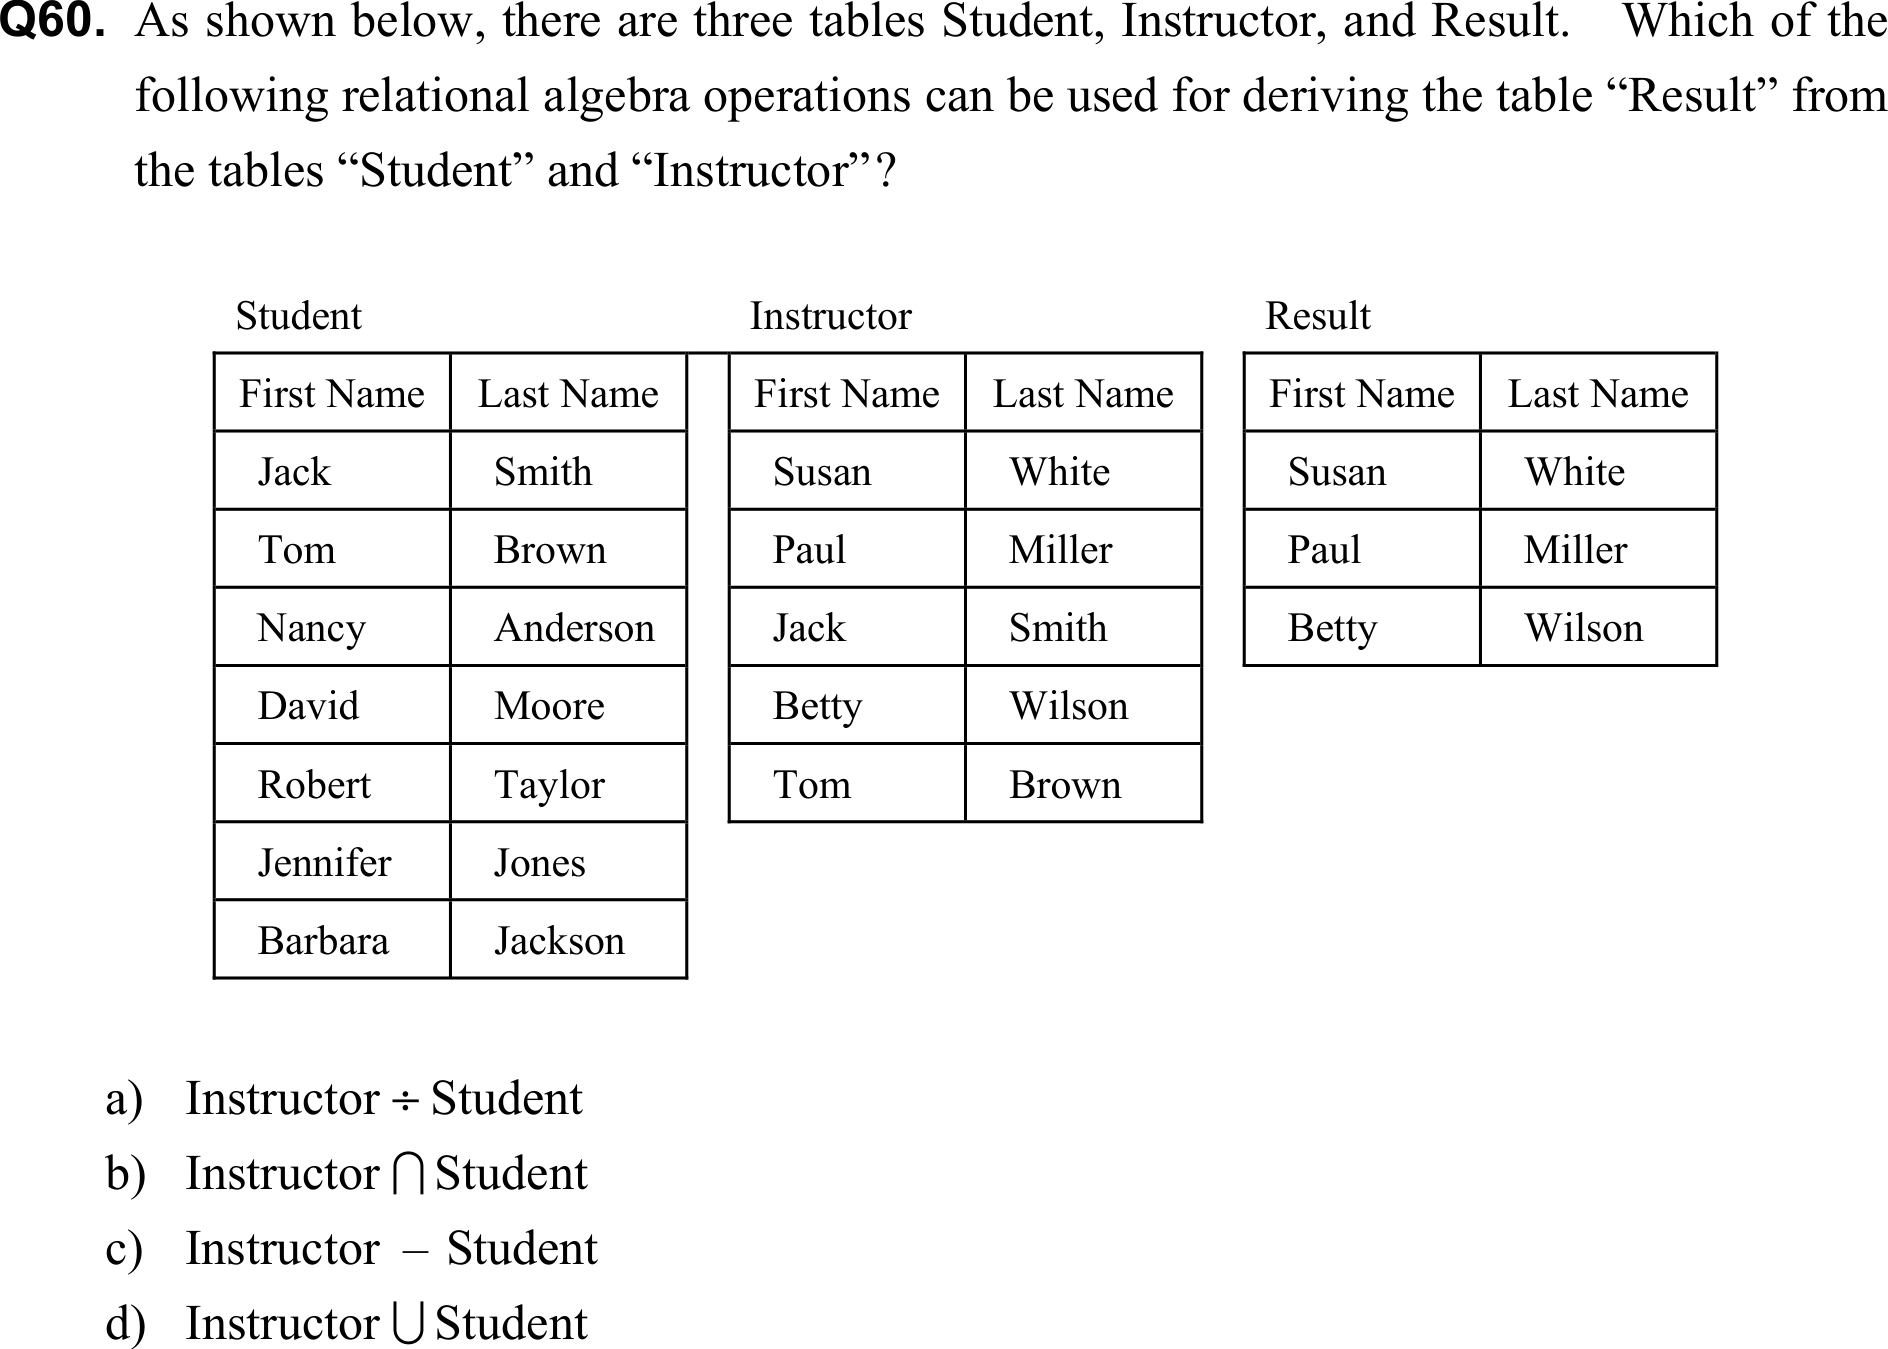 Q60. As shown below, there are three tables Student, Instructor, and Result. Which of the
following relational algebra operations can be used for deriving the table “Result” from
the tables “Student” and “Instructor”?
Student Instructor Result
First Name Last Name First Name Last Name First Name Last Name
Jack Smith Susan White Susan White
Tom Brown Paul Miller Paul Miller
Nancy Anderson Jack Smith Betty Wilson
David Moore Betty Wilson
Robert Taylor Tom Brown
Jennifer Jones
Barbara Jackson
a) Instructor ÷ Student
b) Instructor ⋂ Student
c) Instructor – Student
d) Instructor ⋃ Student